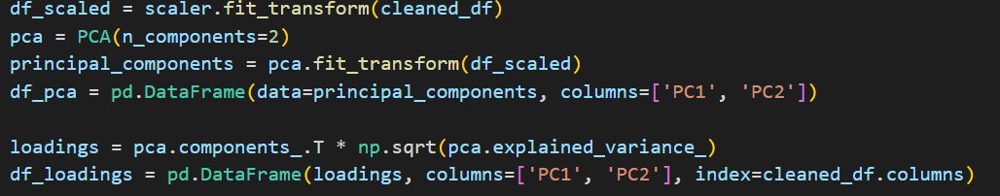 df_scaled = scaler.fit_transform(cleaned_df)
pca = PCA(n_components=2)
principal_components = pca.fit_transform(df_scaled)
df_pca = pd.DataFrame(data=principal_components, columns=['PC1', 'PC2'])
loadings = pca.components_.T * np.sqrt(pca.explained_variance_)
df_loadings = pd.DataFrame(loadings, columns=['PC1', 'PC2'], index=cleaned_df.columns)